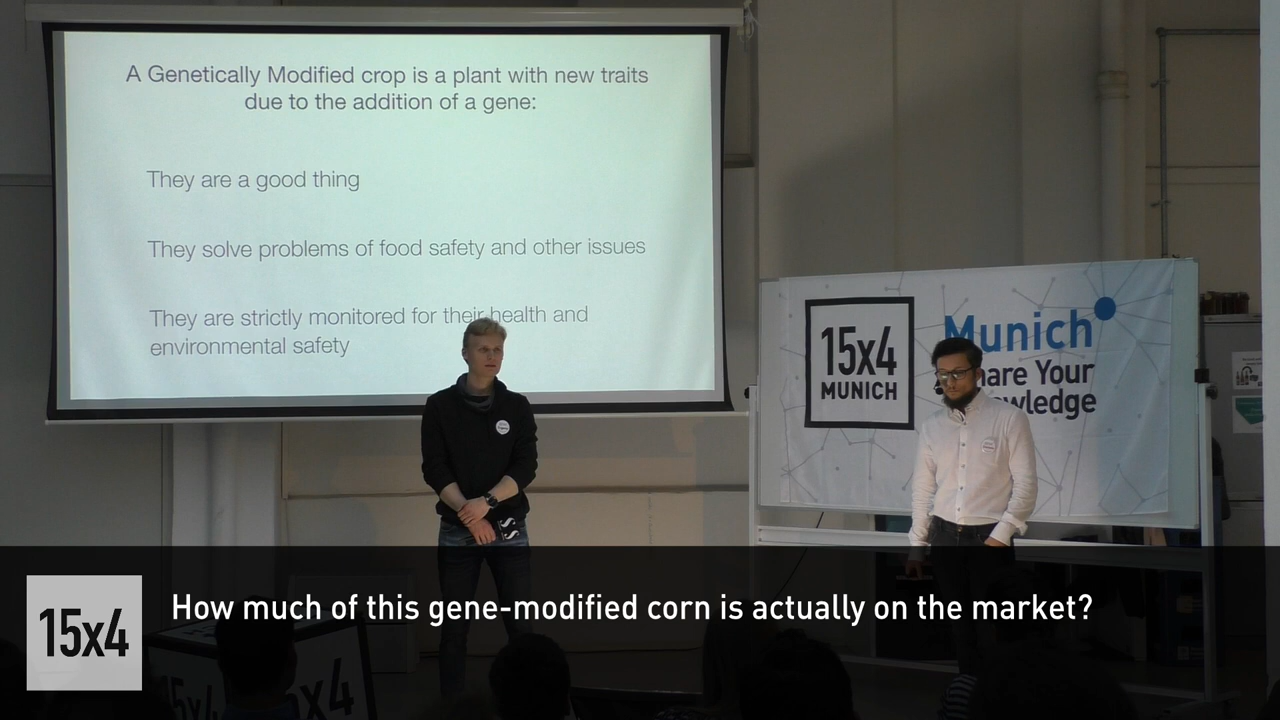 A Genetically Modified crop is a plant with new traits
due to the addition of a gene:
They are a good thing
They solve problems of food safety and other issues
They are strictly monitored for their health and
environmental safety
15x4
MUNICH
Munich
Your
How much of this gene-modified corn is actually on the market?
15x4